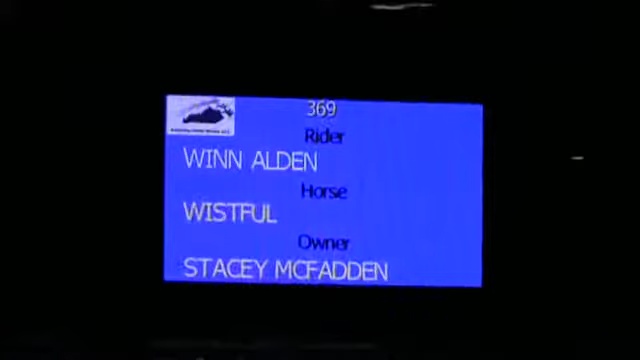 369
Rider
WINN ALDEN
Horse
WISTFUL
Owner
STACEY MCFADDEN